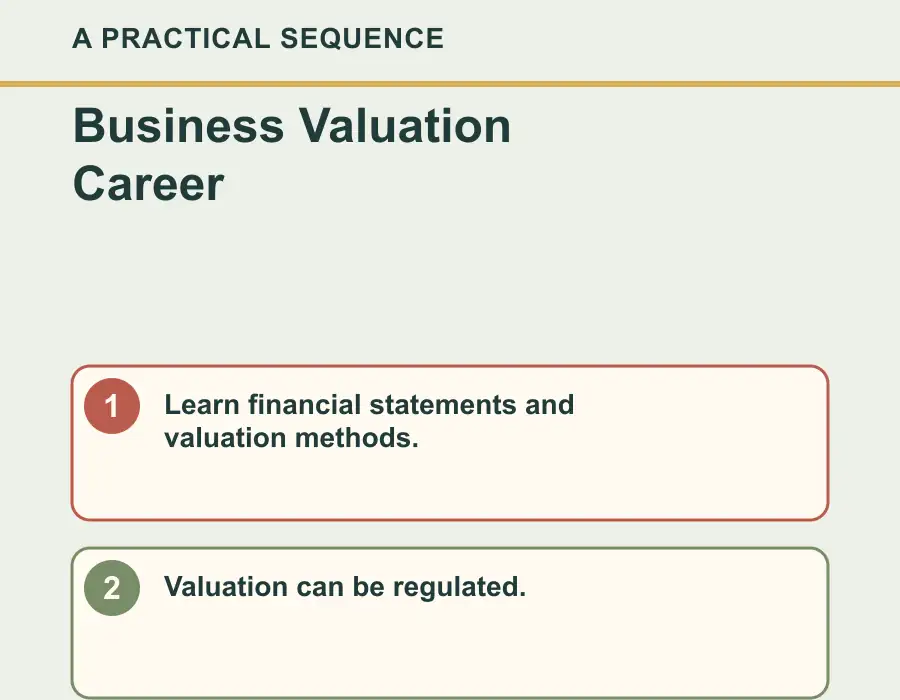 A PRACTICAL SEQUENCE
Business Valuation
Career
1
Learn financial statements and
valuation methods.
2
Valuation can be regulated.